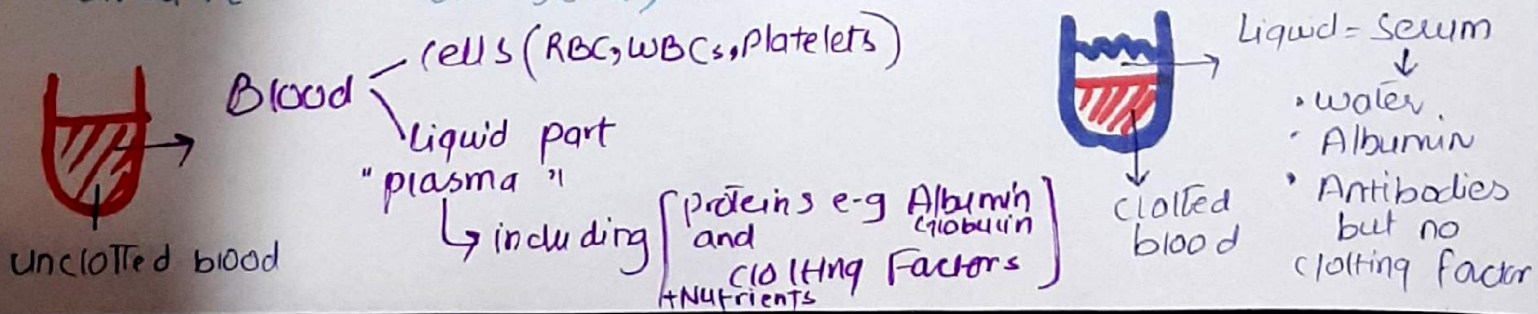 unclotted blood
Blood
cells (RBC, WBCs, Platelets)
liquid part
"plasma"
including
proteins e-g Albumin
Globulin
and
clotting Factors
+Nutrients
clotted
blood
Liquid = Serum
• water
• Albumin
• Antibodies
but no
clotting factor